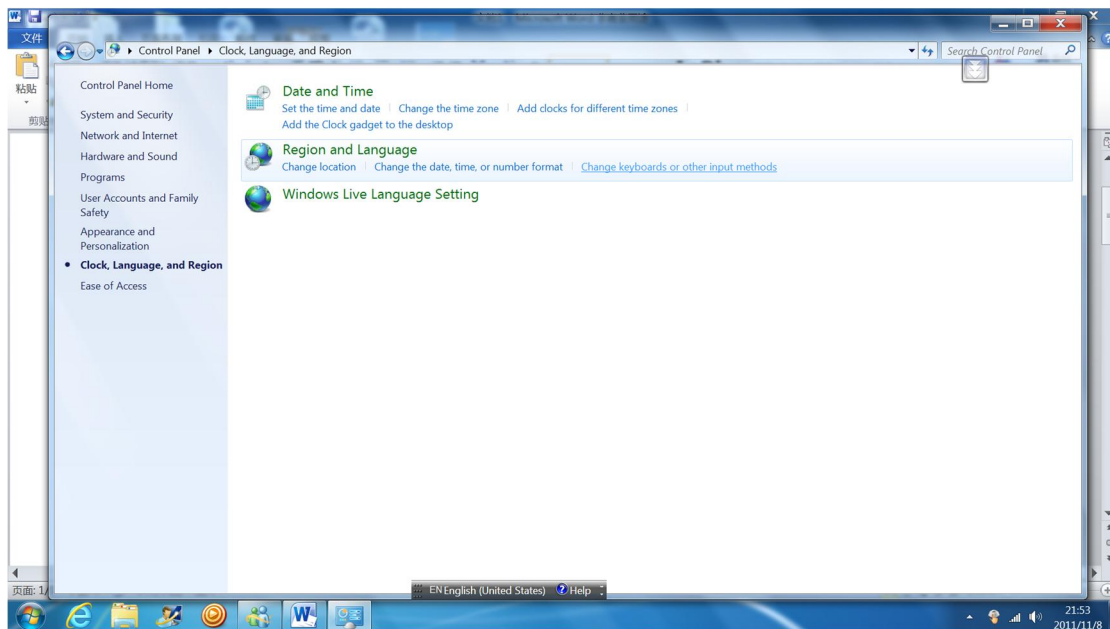 文件
Control Panel Clock, Language, and Region
Search Control Panel
粘贴
剪贴
Control Panel Home
System and Security
Network and Internet
Hardware and Sound
Programs
User Accounts and Family
Safety
Appearance and
Personalization
Clock, Language, and Region
Ease of Access
Date and Time
Set the time and date Change the time zone Add clocks for different time zones
Add the Clock gadget to the desktop
Region and Language
Change location Change the date, time, or number format Change keyboards or other input methods
Windows Live Language Setting
页面: 1/
EN English (United States) Help
21:53
2011/11/8